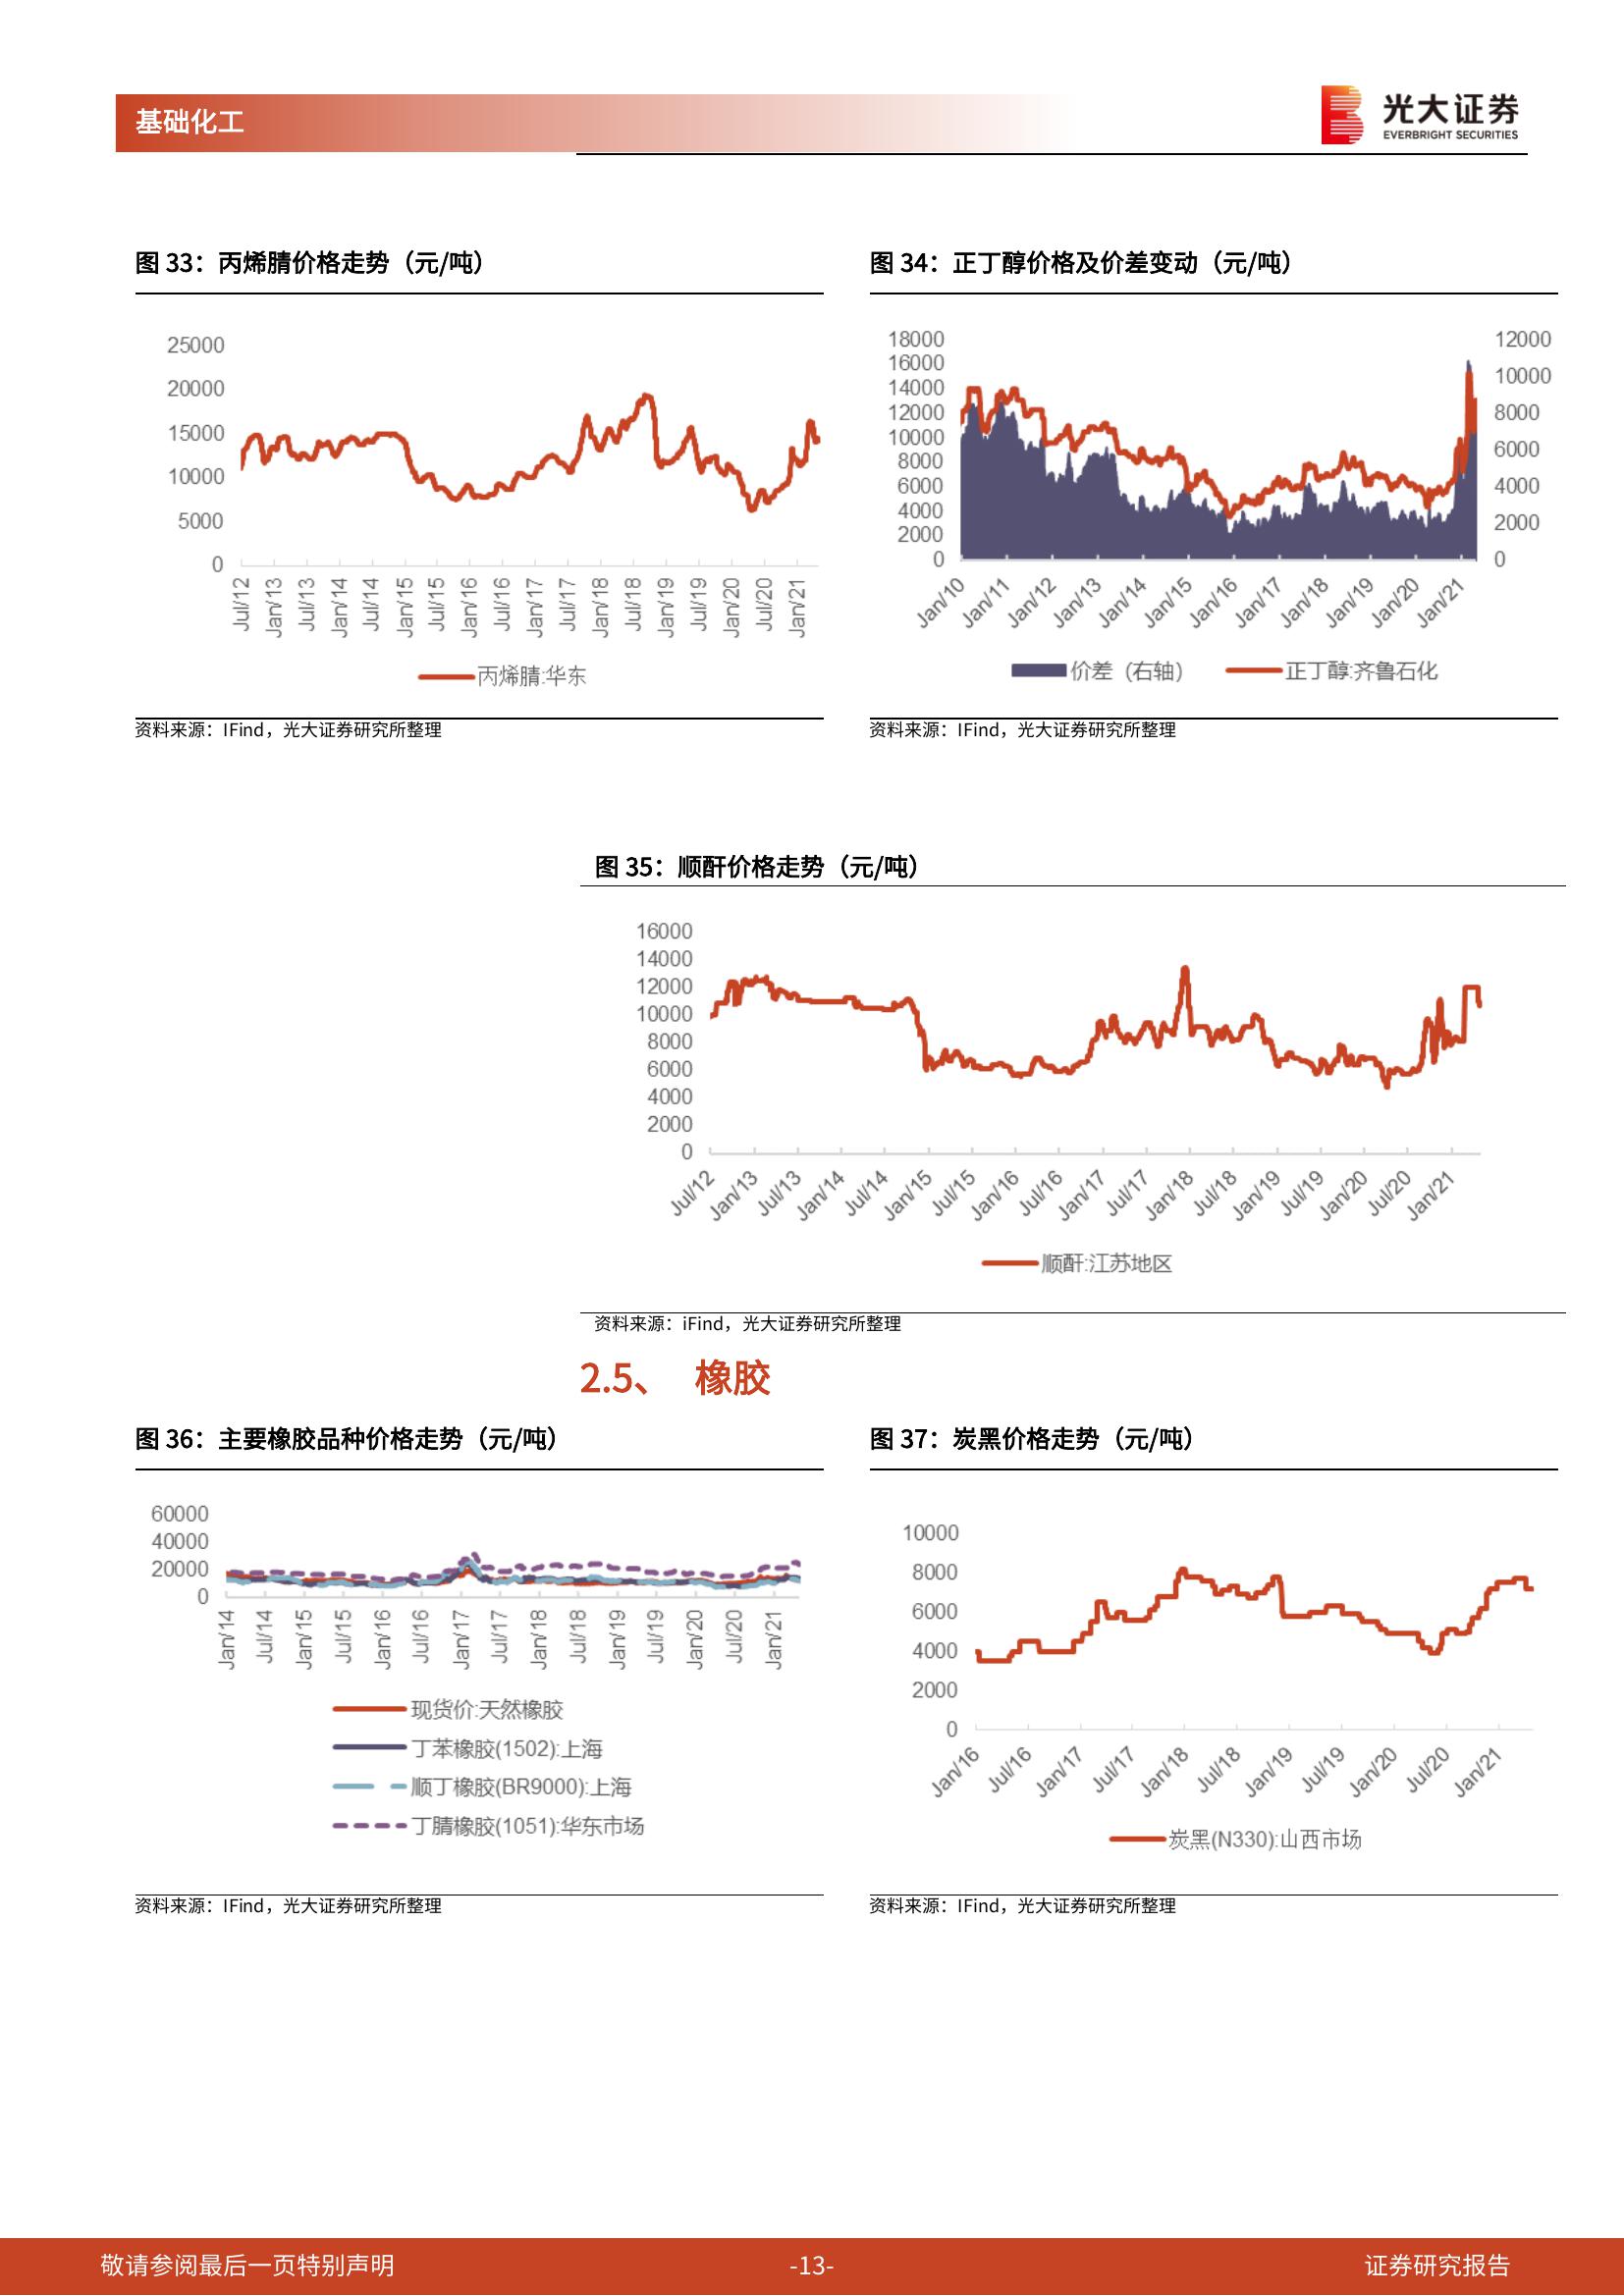 基础化工
光大证券
EVERBRIGHT SECURITIES
图 33：丙烯腈价格走势（元/吨）
25000
20000
15000
10000
5000
0
Jul/12 Jan/13 Jul/13 Jan/14 Jul/14 Jan/15 Jul/15 Jan/16 Jul/16 Jan/17 Jul/17 Jan/18 Jul/18 Jan/19 Jul/19 Jan/20 Jul/20 Jan/21
丙烯腈:华东
资料来源：IFind，光大证券研究所整理
图 34：正丁醇价格及价差变动（元/吨）
18000
16000
14000
12000
10000
8000
6000
4000
2000
0
12000
10000
8000
6000
4000
2000
0
Jan/10 Jan/11 Jan/12 Jan/13 Jan/14 Jan/15 Jan/16 Jan/17 Jan/18 Jan/19 Jan/20 Jan/21
价差（右轴） 正丁醇:齐鲁石化
资料来源：IFind，光大证券研究所整理
图 35：顺酐价格走势（元/吨）
16000
14000
12000
10000
8000
6000
4000
2000
0
Jul/12 Jan/13 Jul/13 Jan/14 Jul/14 Jan/15 Jul/15 Jan/16 Jul/16 Jan/17 Jul/17 Jan/18 Jul/18 Jan/19 Jul/19 Jan/20 Jul/20 Jan/21
顺酐:江苏地区
资料来源：iFind，光大证券研究所整理
2.5、 橡胶
图 36：主要橡胶品种价格走势（元/吨）
60000
40000
20000
0
Jan/14 Jul/14 Jan/15 Jul/15 Jan/16 Jul/16 Jan/17 Jul/17 Jan/18 Jul/18 Jan/19 Jul/19 Jan/20 Jul/20 Jan/21
现货价:天然橡胶
丁苯橡胶(1502):上海
顺丁橡胶(BR9000):上海
丁腈橡胶(1051):华东市场
资料来源：IFind，光大证券研究所整理
图 37：炭黑价格走势（元/吨）
10000
8000
6000
4000
2000
0
Jan/16 Jul/16 Jan/17 Jul/17 Jan/18 Jul/18 Jan/19 Jul/19 Jan/20 Jul/20 Jan/21
炭黑(N330):山西市场
资料来源：IFind，光大证券研究所整理
敬请参阅最后一页特别声明 -13- 证券研究报告